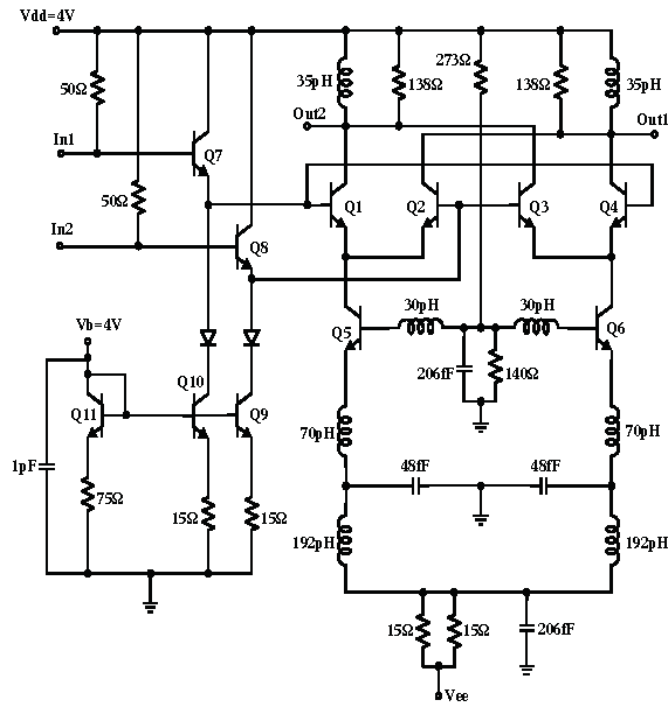 Vdd=4V
273Ω
50Ω
35pH
138Ω
138Ω
35pH
Out2
Out1
In1
Q7
50Ω
Q1
Q2
Q3
Q4
In2
Q8
30pH
30pH
Vb=4V
Q5
Q6
206fF
140Ω
Q10
Q11
Q9
70pH
70pH
1pF
48fF
48fF
75Ω
15Ω
15Ω
192pH
192pH
15Ω
15Ω
206fF
Vee